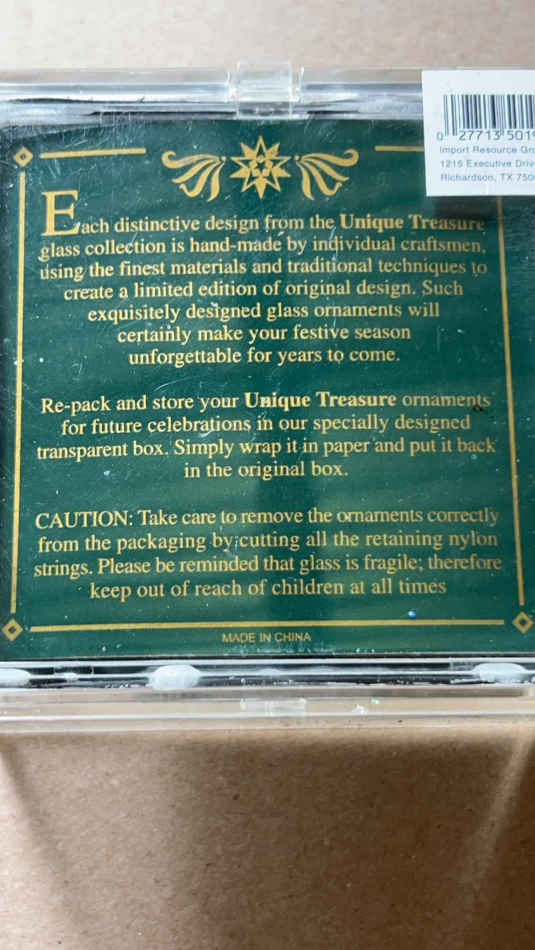 0 27713 501
Import Resource Gro
1215 Executive Driv
Richardson, TX 750
Each distinctive design from the Unique Treasure
glass collection is hand-made by individual craftsmen,
using the finest materials and traditional techniques to
create a limited edition of original design. Such
exquisitely designed glass ornaments will
certainly make your festive season
unforgettable for years to come.
Re-pack and store your Unique Treasure ornaments
for future celebrations in our specially designed
transparent box. Simply wrap it in paper and put it back
in the original box.
CAUTION: Take care to remove the ornaments correctly
from the packaging by cutting all the retaining nylon
strings. Please be reminded that glass is fragile; therefore
keep out of reach of children at all times
MADE IN CHINA